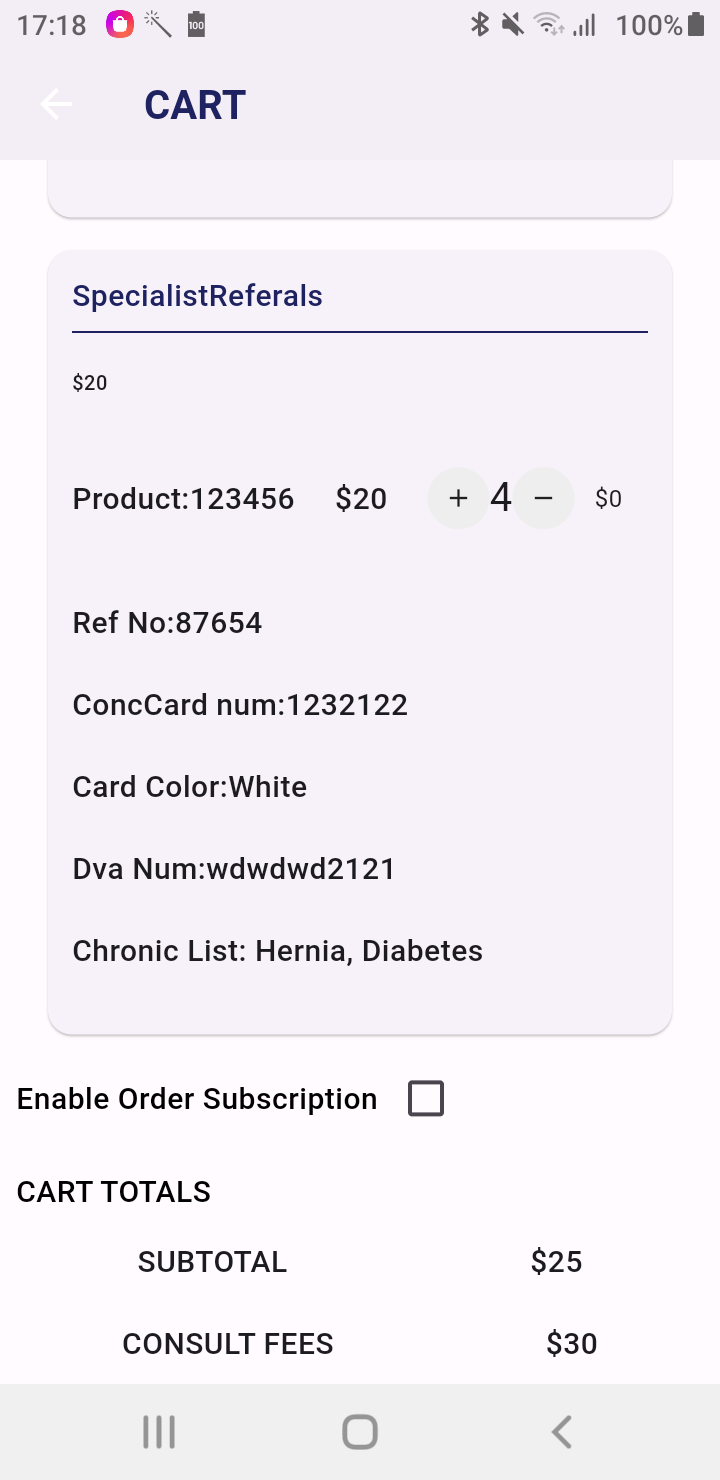 17:18 100 100%
CART
SpecialistReferals
$20
Product:123456 $20 + 4 − $0
Ref No:87654
ConcCard num:1232122
Card Color:White
Dva Num:wdwdwd2121
Chronic List: Hernia, Diabetes
Enable Order Subscription
CART TOTALS
SUBTOTAL $25
CONSULT FEES $30